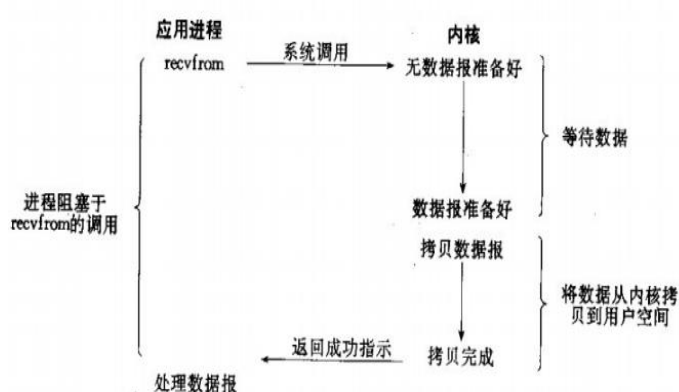 应用进程
内核
recvfrom
系统调用
无数据报准备好
等待数据
进程阻塞于
recvfrom的调用
数据报准备好
拷贝数据报
将数据从内核拷
贝到用户空间
返回成功指示
拷贝完成
处理数据报